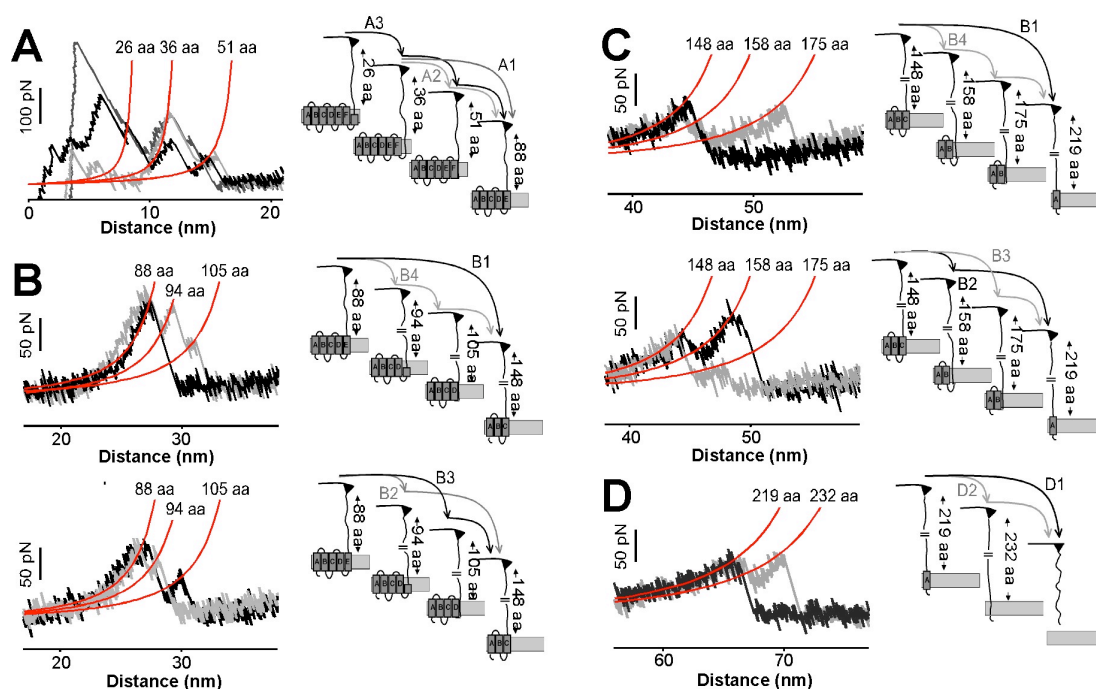 A
26 aa 36 aa 51 aa
100 pN
0 10 20
Distance (nm)
A3
A1
A2
26 aa
36 aa
51
88 aa
A B C D E F
A B C D E F
A B C D E F
A B C D E
B
88 aa 105 aa
94 aa
50 pN
20 30
Distance (nm)
B1
B4
88 aa
94 aa
105 aa
148 aa
A B C D E
A B C D
A B C D
A B C
88 aa 105 aa
94 aa
50 pN
20 30
Distance (nm)
B3
B2
88 aa
94 aa
105 aa
148 aa
A B C D E
A B C D
A B C D
A B C
C
148 aa 158 aa 175 aa
50 pN
40 50
Distance (nm)
B1
B4
148 aa
158 aa
175 aa
219 aa
A B C
A B
A B
A
148 aa 158 aa 175 aa
50 pN
40 50
Distance (nm)
B3
B2
148 aa
158 aa
175 aa
219 aa
A B C
A B
A B
A
D
219 aa 232 aa
50 pN
60 70
Distance (nm)
D1
D2
219 aa
232 aa
A